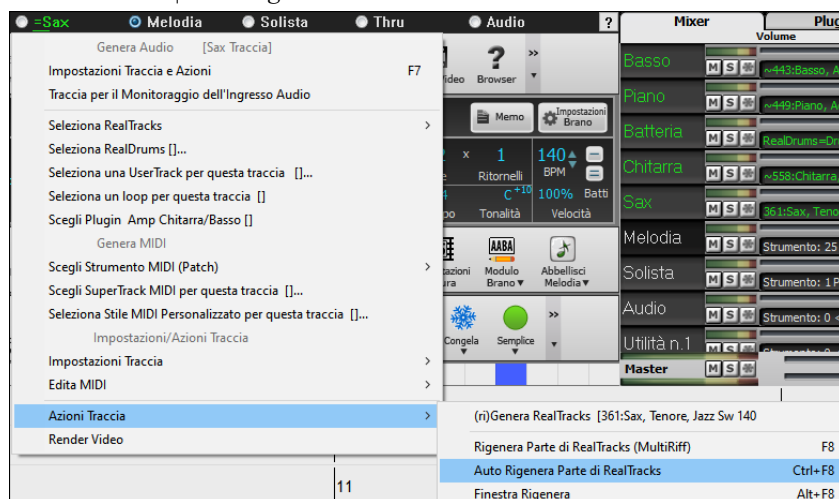 =Sax Melodia Solista Thru Audio ? Mixer
Volume
Genera Audio [Sax Traccia]
Impostazioni Traccia e Azioni F7
Traccia per il Monitoraggio dell'Ingresso Audio
Seleziona RealTracks >
Seleziona RealDrums []...
Seleziona una UserTrack per questa traccia []...
Seleziona un loop per questa traccia []
Scegli Plugin Amp Chitarra/Basso []
Genera MIDI
Scegli Strumento MIDI (Patch) >
Scegli SuperTrack MIDI per questa traccia []...
Seleziona Stile MIDI Personalizzato per questa traccia []...
Impostazioni/Azioni Traccia
Impostazioni Traccia >
Edita MIDI >
Azioni Traccia >
Render Video
(ri)Genera RealTracks [361:Sax, Tenore, Jazz Sw 140
Rigenera Parte di RealTracks (MultiRiff) F8
Auto Rigenera Parte di RealTracks Ctrl+F8
Finestra Rigenera Alt+F8
11
? »
Browser
Memo Impostazioni
Brano
x 1 140
Ritornelli BPM
C+10 100% Batti
Tonalità Velocità
AABA
Modulo Abbellisci
Brano Melodia
»
Congela Semplice
Basso M S ~443:Basso,
Piano M S ~449:Piano,
Batteria M S
Chitarra M S ~558:Chitarra,
Sax M S 361:Sax,
Melodia M S Strumento: 25
Solista M S Strumento: 1
Audio M S Strumento: 0
Utilità n.1 M S
Master M S